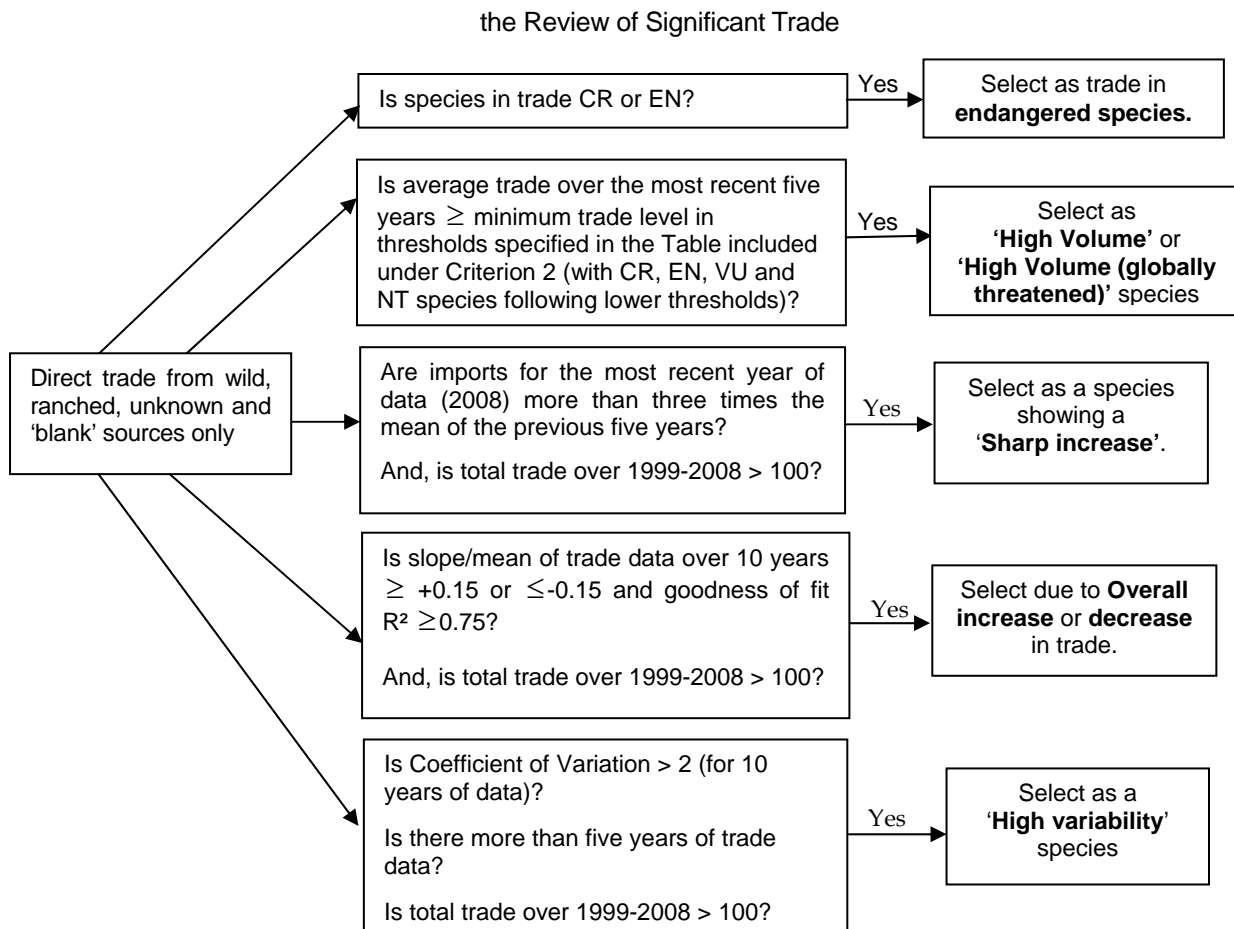 the Review of Significant Trade
Is species in trade CR or EN?
Yes
Select as trade in
endangered species.
Is average trade over the most recent five
years ≥ minimum trade level in
thresholds specified in the Table included
under Criterion 2 (with CR, EN, VU and
NT species following lower thresholds)?
Yes
Select as
'High Volume' or
'High Volume (globally
threatened)' species
Direct trade from wild,
ranched, unknown and
'blank' sources only
Are imports for the most recent year of
data (2008) more than three times the
mean of the previous five years?
And, is total trade over 1999-2008 > 100?
Yes
Select as a species
showing a
'Sharp increase'.
Is slope/mean of trade data over 10 years
≥ +0.15 or ≤-0.15 and goodness of fit
R² ≥0.75?
And, is total trade over 1999-2008 > 100?
Yes
Select due to Overall
increase or decrease
in trade.
Is Coefficient of Variation > 2 (for 10
years of data)?
Is there more than five years of trade
data?
Is total trade over 1999-2008 > 100?
Yes
Select as a
'High variability'
species